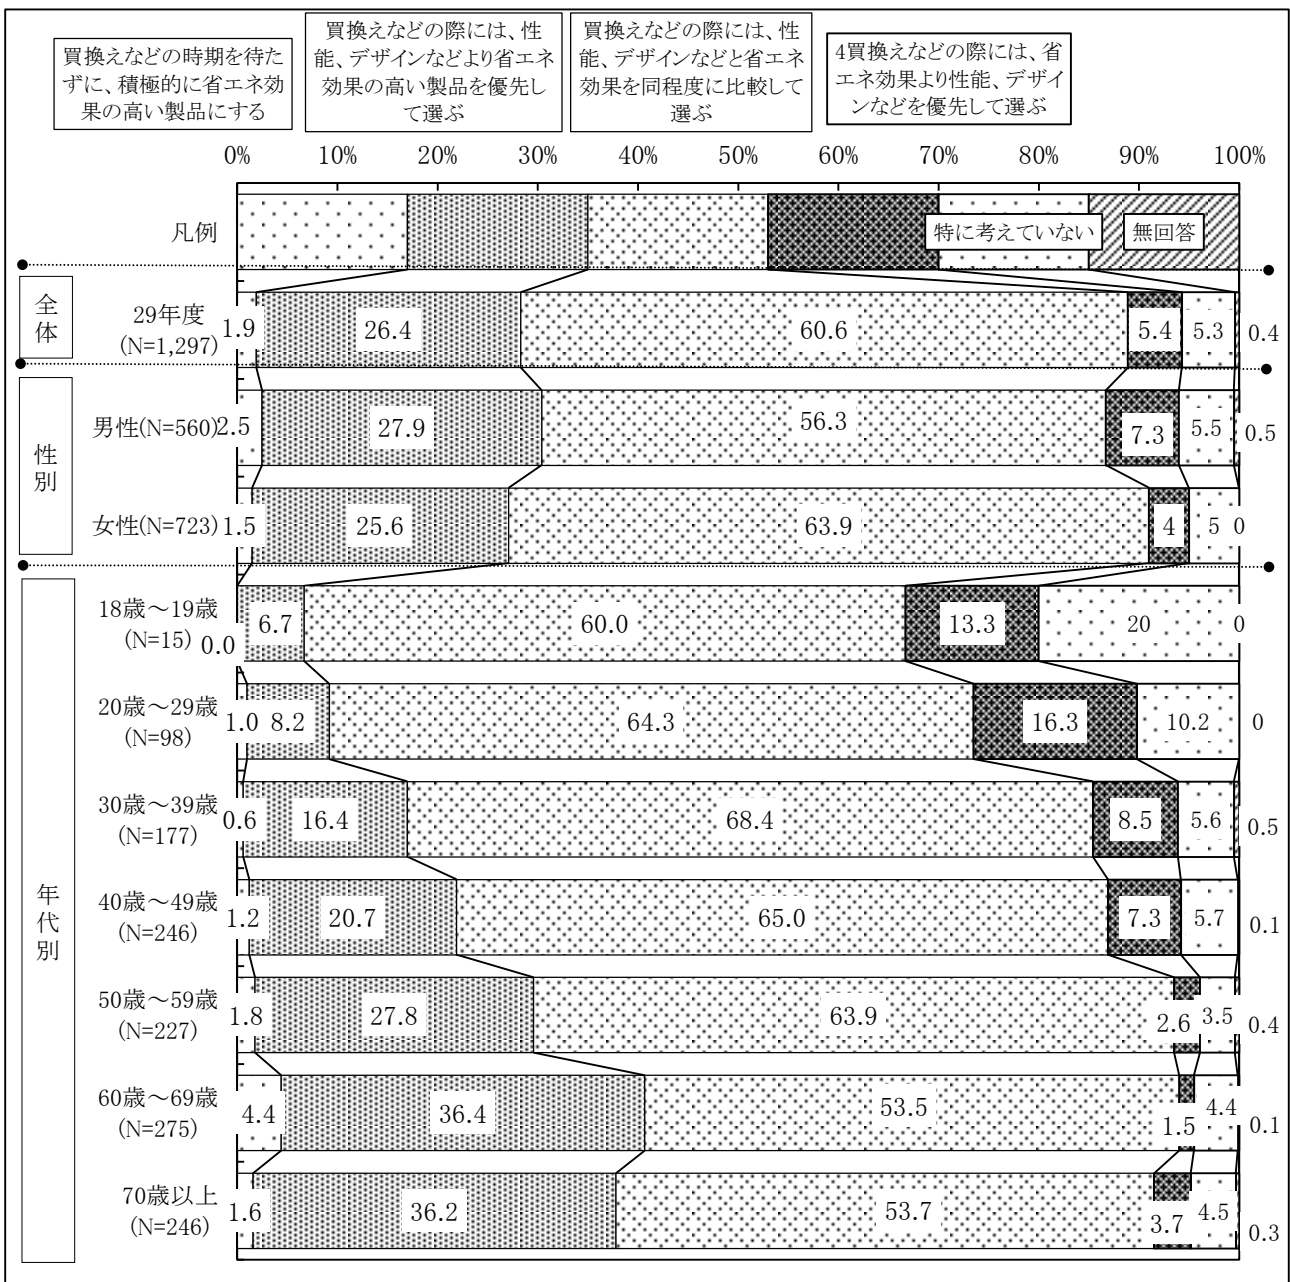 買換えなどの時期を待た
ずに、積極的に省エネ効
果の高い製品にする
買換えなどの際には、性
能、デザインなどより省エネ
効果の高い製品を優先し
て選ぶ
買換えなどの際には、性
能、デザインなどと省エネ
効果を同程度に比較して
選ぶ
4買換えなどの際には、省
エネ効果より性能、デザイ
ンなどを優先して選ぶ
0% 10% 20% 30% 40% 50% 60% 70% 80% 90% 100%
凡例 特に考えていない 無回答
全体
29年度
(N=1,297)
1.9 26.4 60.6 5.4 5.3 0.4
性別
男性(N=560) 2.5 27.9 56.3 7.3 5.5 0.5
女性(N=723) 1.5 25.6 63.9 4 5 0
年代別
18歳～19歳
(N=15)
0.0 6.7 60.0 13.3 20 0
20歳～29歳
(N=98)
1.0 8.2 64.3 16.3 10.2 0
30歳～39歳
(N=177)
0.6 16.4 68.4 8.5 5.6 0.5
40歳～49歳
(N=246)
1.2 20.7 65.0 7.3 5.7 0.1
50歳～59歳
(N=227)
1.8 27.8 63.9 2.6 3.5 0.4
60歳～69歳
(N=275)
4.4 36.4 53.5 1.5 4.4 0.1
70歳以上
(N=246)
1.6 36.2 53.7 3.7 4.5 0.3